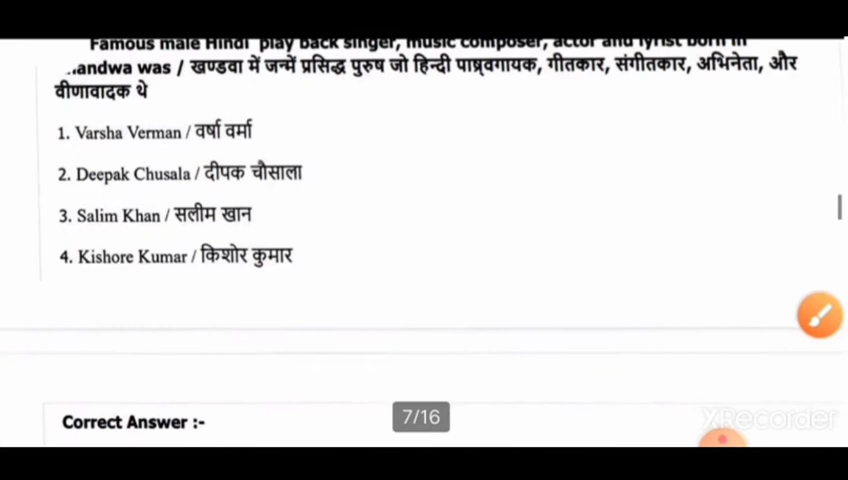 Famous male Hindi play back singer, music composer, actor and lyrist born in
andwa was / खण्डवा में जन्में प्रसिद्ध पुरुष जो हिन्दी पाश्र्वगायक, गीतकार, संगीतकार, अभिनेता, और
वीणावादक थे
1. Varsha Verman / वर्षा वर्मा
2. Deepak Chusala / दीपक चौसाला
3. Salim Khan / सलीम खान
4. Kishore Kumar / किशोर कुमार
Correct Answer :-
7/16
XRecorder